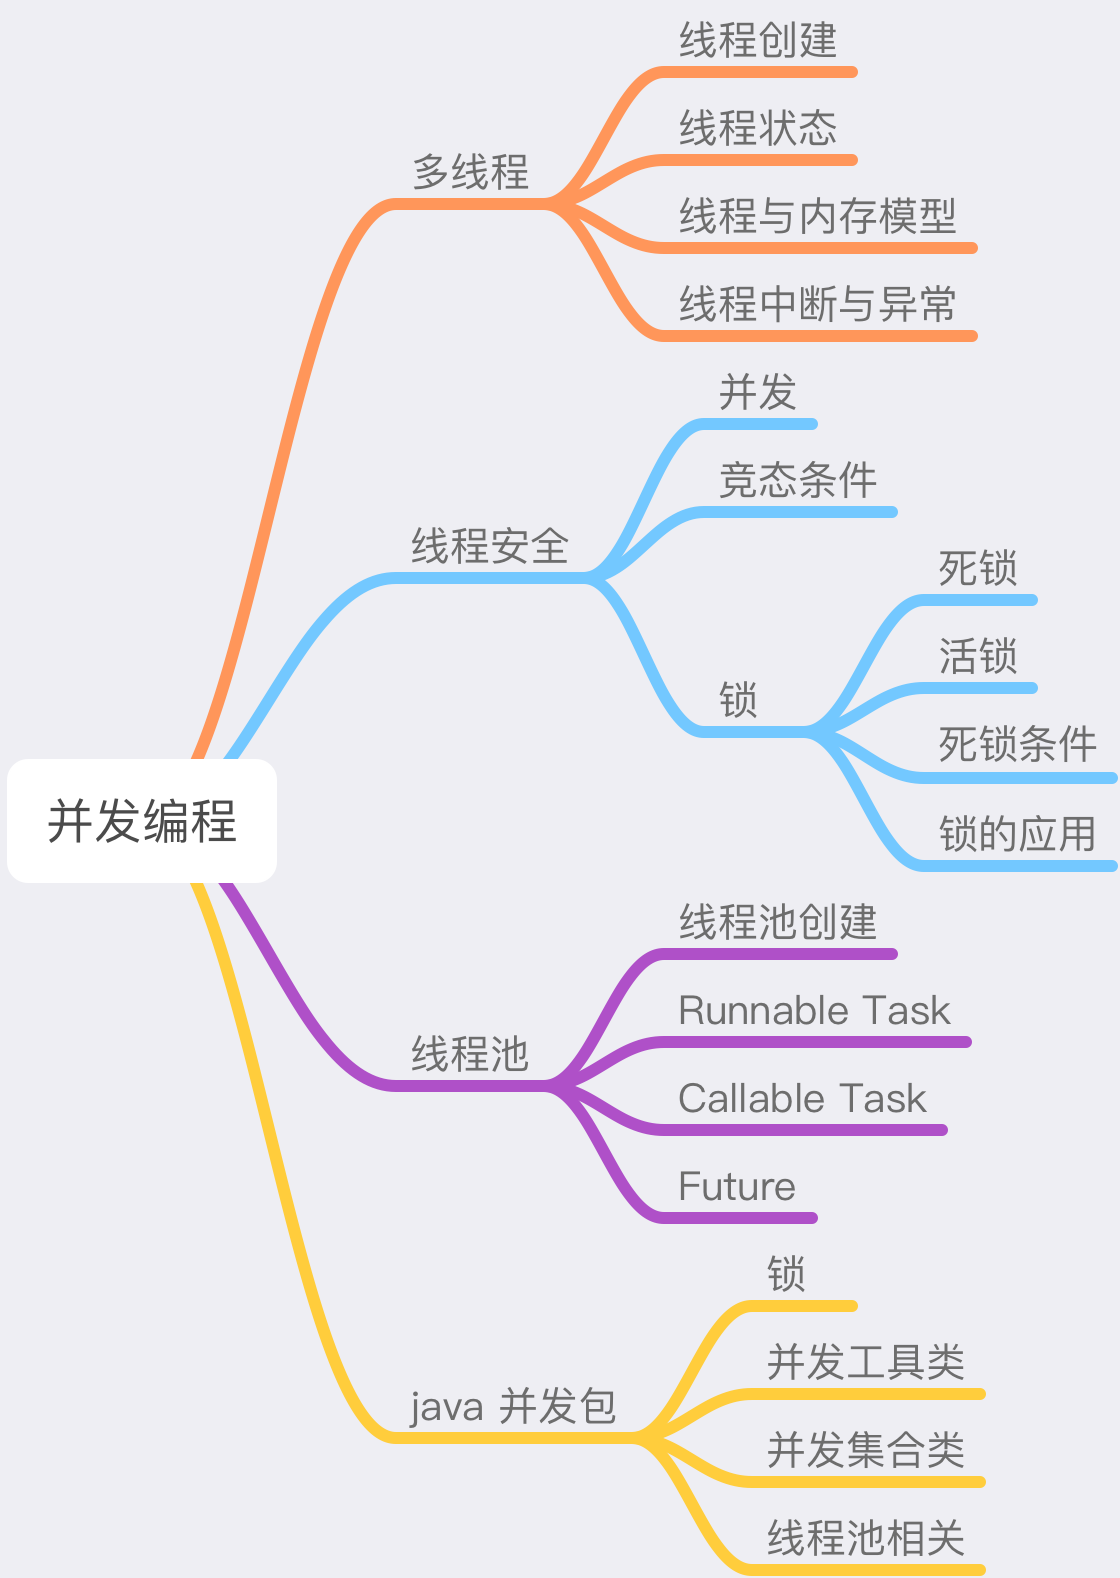 线程创建
线程状态
多线程
线程与内存模型
线程中断与异常
并发
竞态条件
线程安全
死锁
活锁
锁
死锁条件
锁的应用
并发编程
线程池创建
Runnable Task
线程池
Callable Task
Future
锁
并发工具类
java 并发包
并发集合类
线程池相关